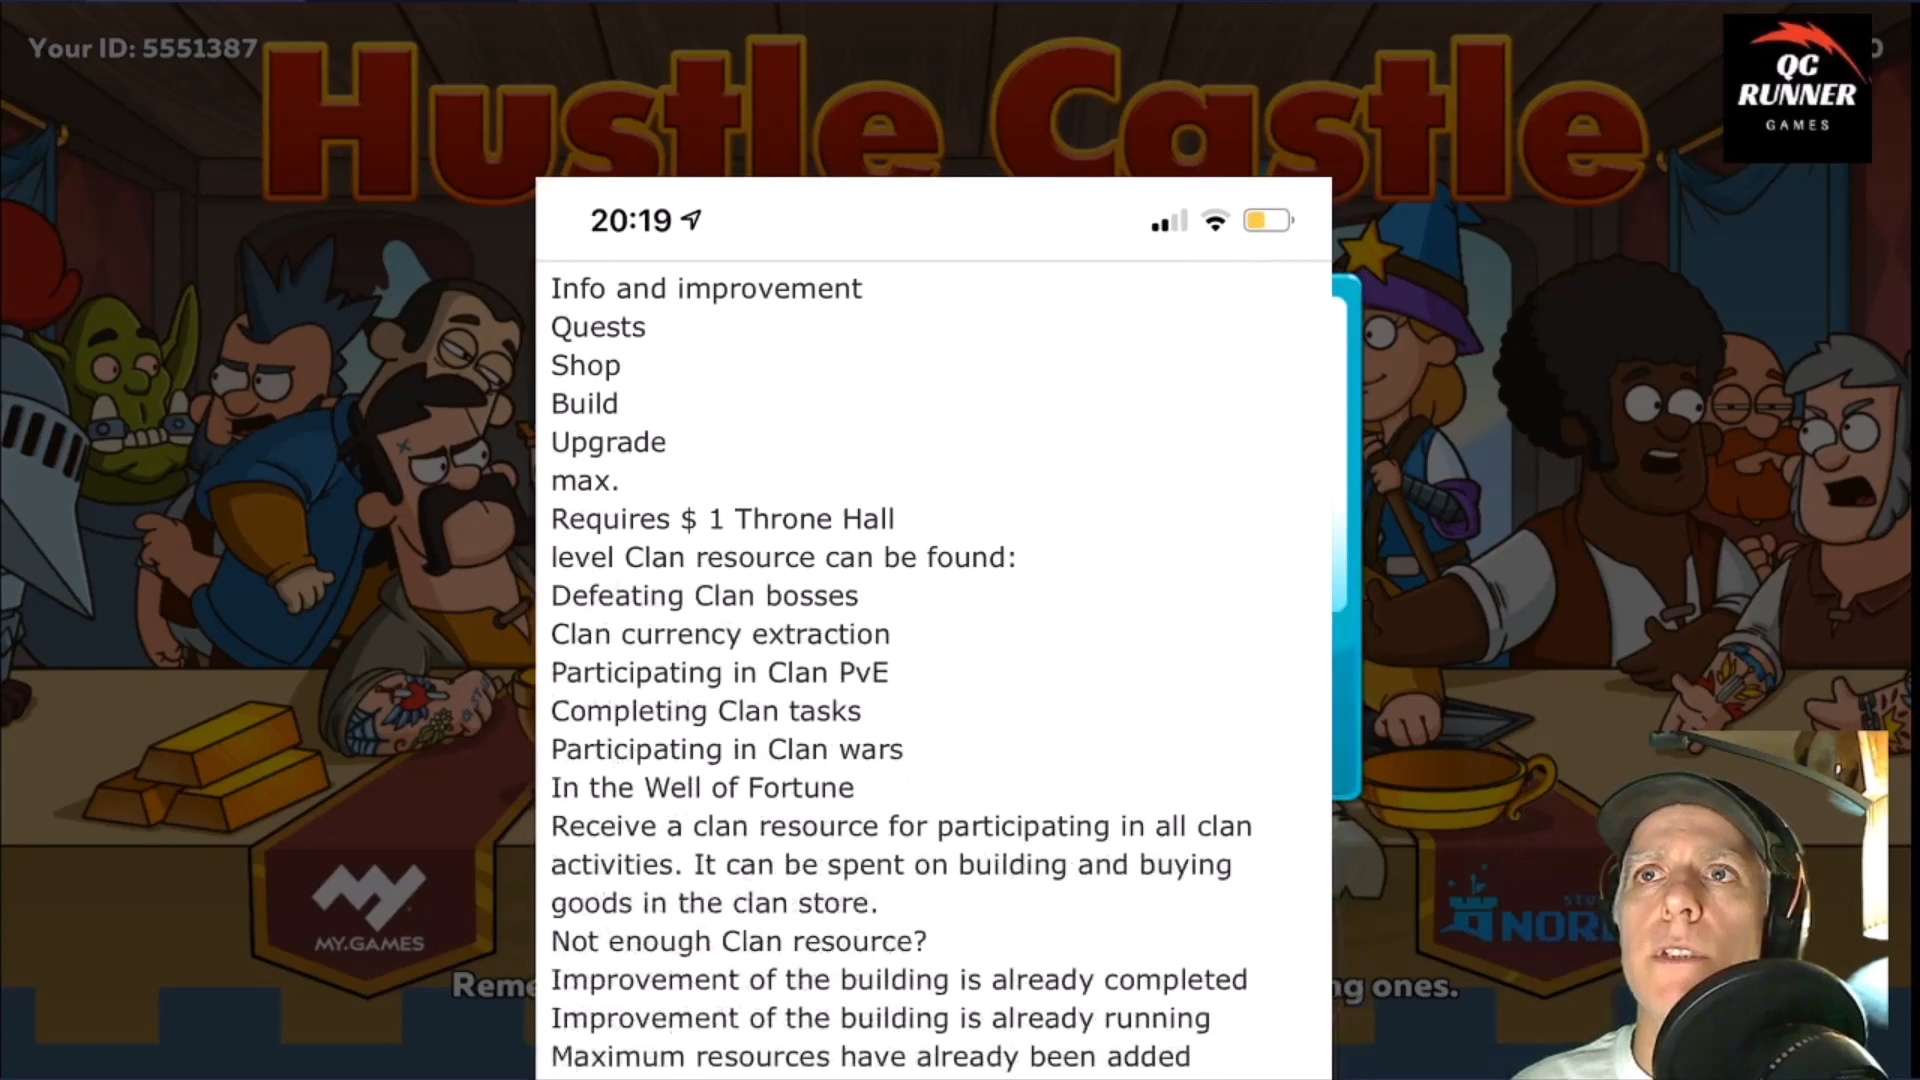 Your ID: 5551387
Hustle Castle
QC
RUNNER
GAMES
20:19
Info and improvement
Quests
Shop
Build
Upgrade
max.
Requires $ 1 Throne Hall
level Clan resource can be found:
Defeating Clan bosses
Clan currency extraction
Participating in Clan PvE
Completing Clan tasks
Participating in Clan wars
In the Well of Fortune
Receive a clan resource for participating in all clan
activities. It can be spent on building and buying
goods in the clan store.
Not enough Clan resource?
Improvement of the building is already completed
Improvement of the building is already running
Maximum resources have already been added
MY.GAMES
ones.